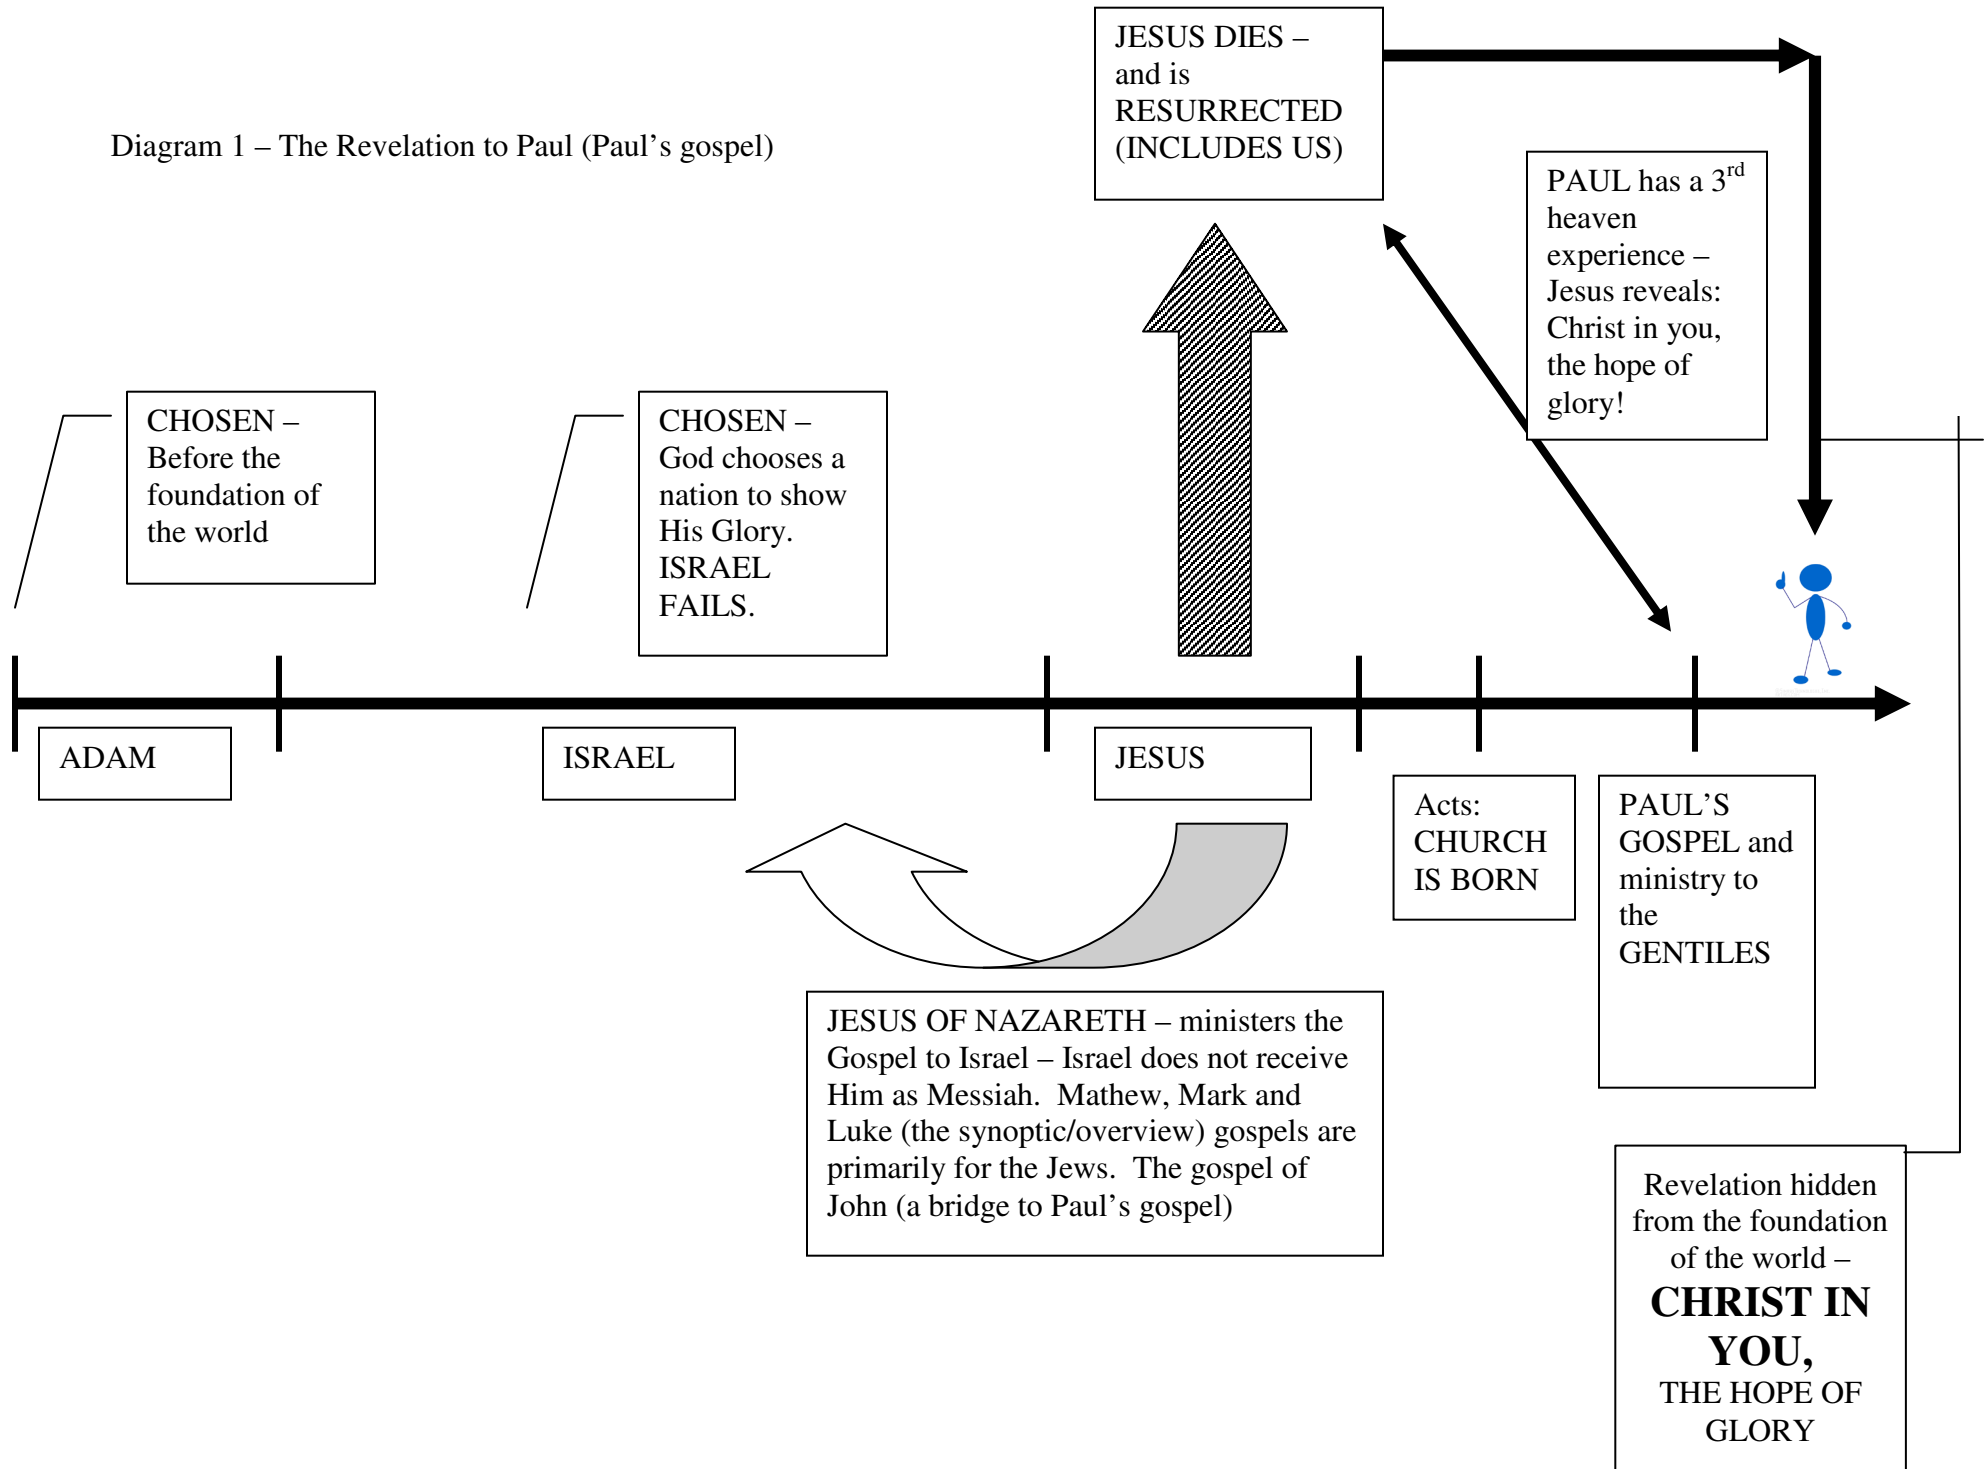 JESUS DIES –
and is
RESURRECTED
(INCLUDES US)
Diagram 1 – The Revelation to Paul (Paul’s gospel)
PAUL has a 3rd
heaven
experience –
Jesus reveals:
Christ in you,
the hope of
glory!
CHOSEN –
Before the
foundation of
the world
CHOSEN –
God chooses a
nation to show
His Glory.
ISRAEL
FAILS.
ADAM
ISRAEL
JESUS
Acts:
CHURCH
IS BORN
PAUL’S
GOSPEL and
ministry to
the
GENTILES
JESUS OF NAZARETH – ministers the
Gospel to Israel – Israel does not receive
Him as Messiah.  Mathew, Mark and
Luke (the synoptic/overview) gospels are
primarily for the Jews.  The gospel of
John (a bridge to Paul’s gospel)
Revelation hidden
from the foundation
of the world –
CHRIST IN
YOU,
THE HOPE OF
GLORY